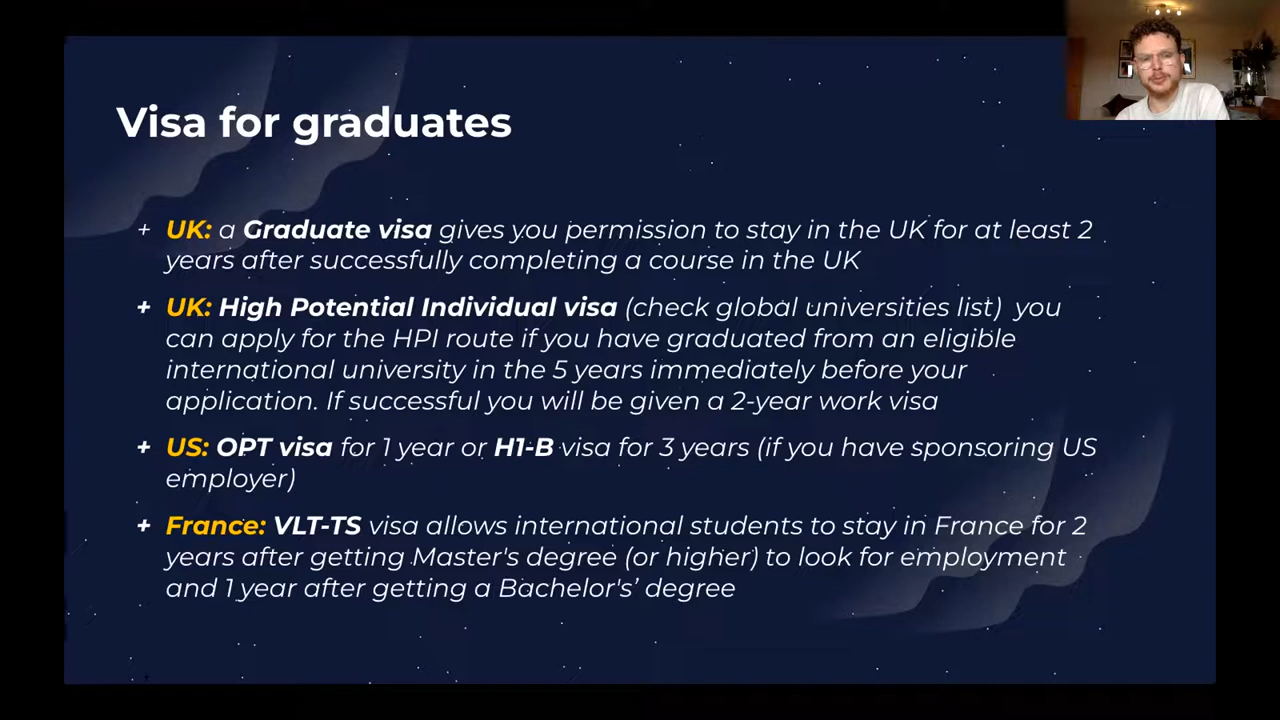 Visa for graduates
+ UK: a Graduate visa gives you permission to stay in the UK for at least 2
years after successfully completing a course in the UK
+ UK: High Potential Individual visa (check global universities list) you
can apply for the HPI route if you have graduated from an eligible
international university in the 5 years immediately before your
application. If successful you will be given a 2-year work visa
+ US: OPT visa for 1 year or H1-B visa for 3 years (if you have sponsoring US
employer)
+ France: VLT-TS visa allows international students to stay in France for 2
years after getting Master's degree (or higher) to look for employment
and 1 year after getting a Bachelor's’ degree